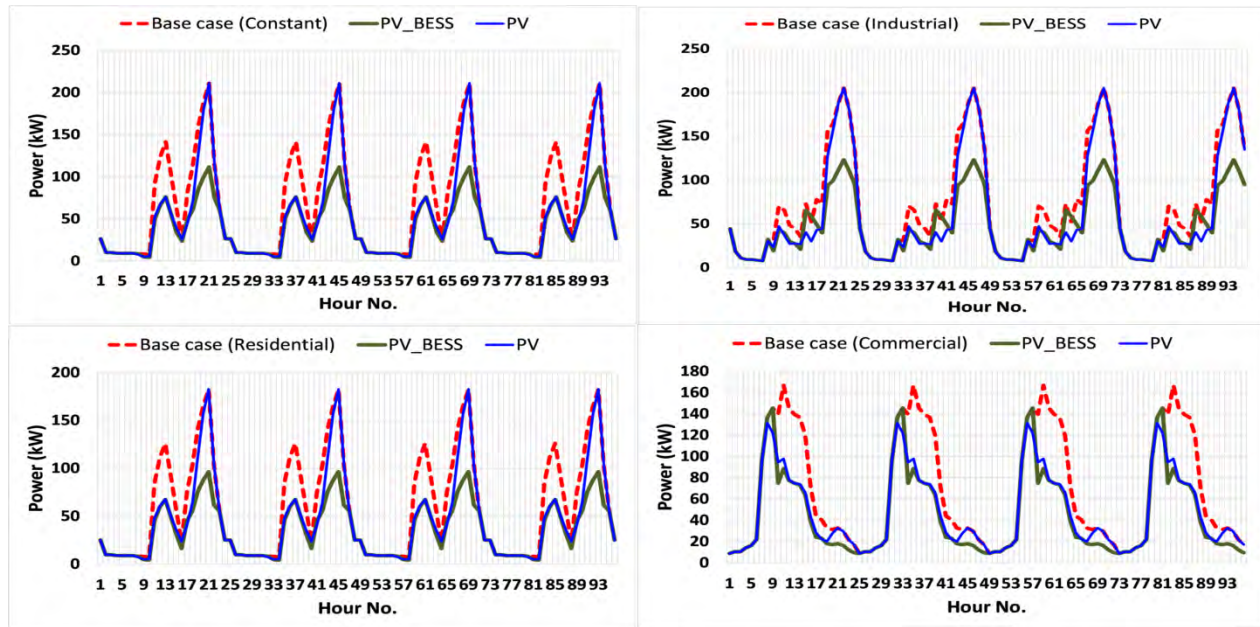 Base case (Constant) PV_BESS PV
250
200
150
100
50
0
Power (kW)
1 5 9 13 17 21 25 29 33 37 41 45 49 53 57 61 65 69 73 77 81 85 89 93
Hour No.
Base case (Industrial) PV_BESS PV
250
200
150
100
50
0
Power (kW)
1 5 9 13 17 21 25 29 33 37 41 45 49 53 57 61 65 69 73 77 81 85 89 93
Hour No.
Base case (Residential) PV_BESS PV
200
150
100
50
0
Power (kW)
1 5 9 13 17 21 25 29 33 37 41 45 49 53 57 61 65 69 73 77 81 85 89 93
Hour No.
Base case (Commercial) PV_BESS PV
180
160
140
120
100
80
60
40
20
0
Power (kW)
1 5 9 13 17 21 25 29 33 37 41 45 49 53 57 61 65 69 73 77 81 85 89 93
Hour No.